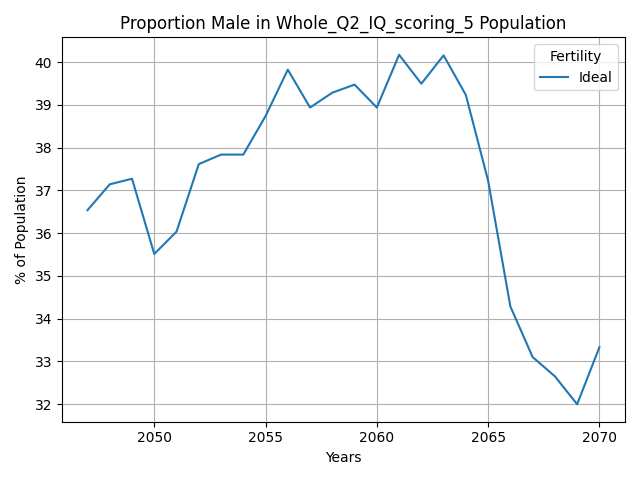 Proportion Male in Whole_Q2_IQ_scoring_5 Population
Fertility
Ideal
% of Population
40
39
38
37
36
35
34
33
32
2050
2055
2060
2065
2070
Years